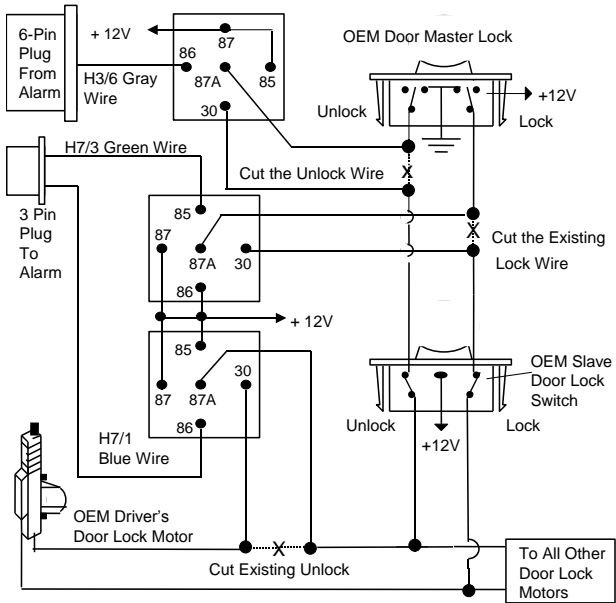 6-Pin
Plug
From
Alarm
+ 12V
86
87
87A
85
30
H3/6 Gray
Wire
OEM Door Master Lock
+12V
Unlock
Lock
H7/3 Green Wire
Cut the Unlock Wire
3 Pin
Plug
To
Alarm
85
87
87A
30
86
X
X
Cut the Existing
Lock Wire
+ 12V
85
30
87
87A
86
H7/1
Blue Wire
OEM Slave
Door Lock
Switch
Unlock
Lock
+12V
OEM Driver's
Door Lock Motor
X
Cut Existing Unlock
To All Other
Door Lock
Motors